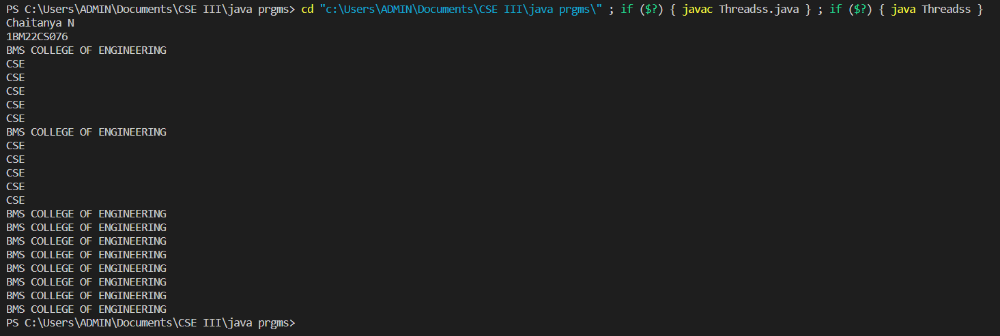 PS C:\Users\ADMIN\Documents\CSE III\java prgms> cd "c:\Users\ADMIN\Documents\CSE III\java prgms\" ; if ($?) { javac Threadss.java } ; if ($?) { java Threadss }
Chaitanya N
1BM22CS076
BMS COLLEGE OF ENGINEERING
CSE
CSE
CSE
CSE
CSE
BMS COLLEGE OF ENGINEERING
CSE
CSE
CSE
CSE
CSE
BMS COLLEGE OF ENGINEERING
BMS COLLEGE OF ENGINEERING
BMS COLLEGE OF ENGINEERING
BMS COLLEGE OF ENGINEERING
BMS COLLEGE OF ENGINEERING
BMS COLLEGE OF ENGINEERING
BMS COLLEGE OF ENGINEERING
BMS COLLEGE OF ENGINEERING
PS C:\Users\ADMIN\Documents\CSE III\java prgms>